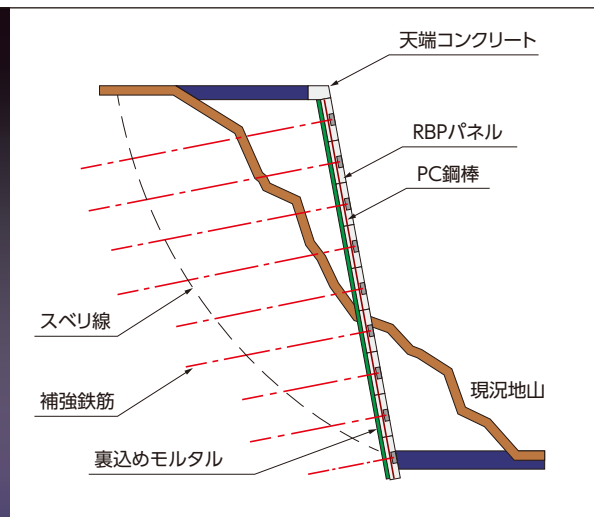 天端コンクリート
RBPパネル
PC鋼棒
スベリ線
補強鉄筋
現況地山
裏込めモルタル